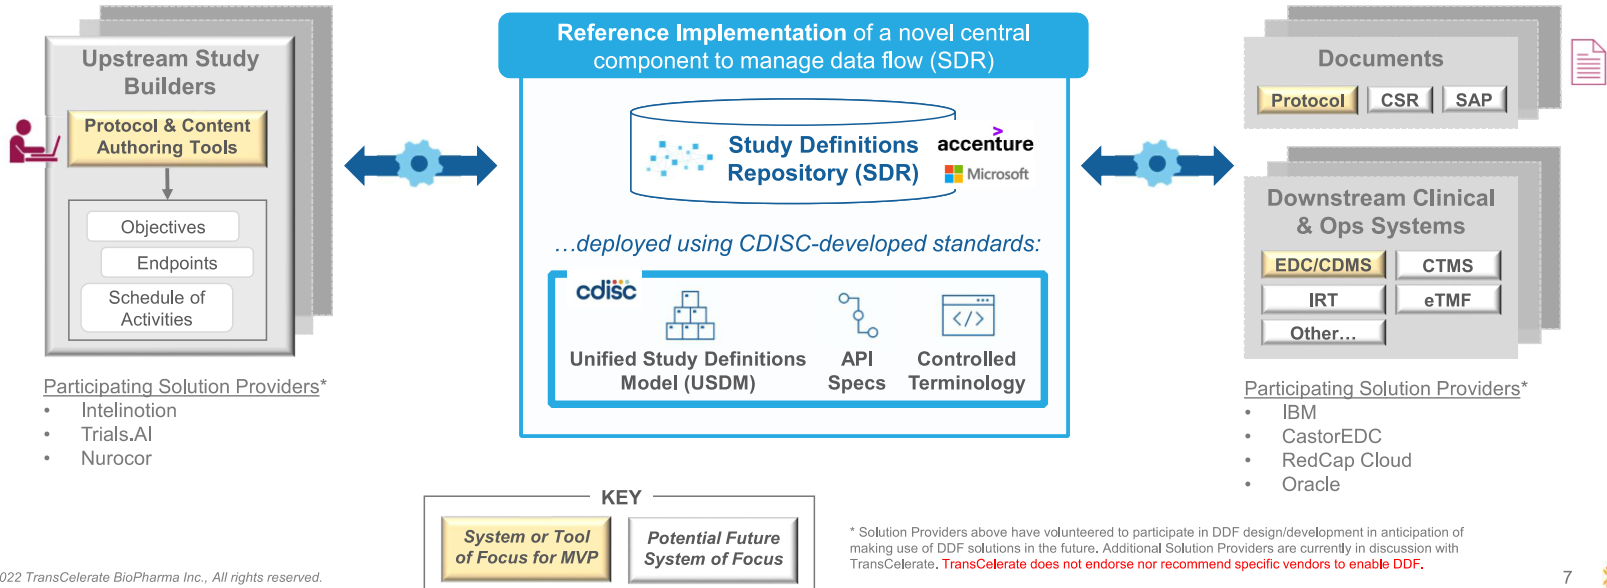 Upstream Study
Builders
Protocol & Content
Authoring Tools
Objectives
Endpoints
Schedule of
Activities
Participating Solution Providers*
• Intelinotion
• Trials.AI
• Nurocor
Reference Implementation of a novel central
component to manage data flow (SDR)
Study Definitions
Repository (SDR)
accenture
Microsoft
...deployed using CDISC-developed standards:
cdisc
Unified Study Definitions
Model (USDM)
API
Specs
Controlled
Terminology
Documents
Protocol
CSR
SAP
Downstream Clinical
& Ops Systems
EDC/CDMS
CTMS
IRT
eTMF
Other...
Participating Solution Providers*
• IBM
• CastorEDC
• RedCap Cloud
• Oracle
KEY
System or Tool
of Focus for MVP
Potential Future
System of Focus
* Solution Providers above have volunteered to participate in DDF design/development in anticipation of
making use of DDF solutions in the future. Additional Solution Providers are currently in discussion with
TransCelerate. TransCelerate does not endorse nor recommend specific vendors to enable DDF.
022 TransCelerate BioPharma Inc., All rights reserved.
7